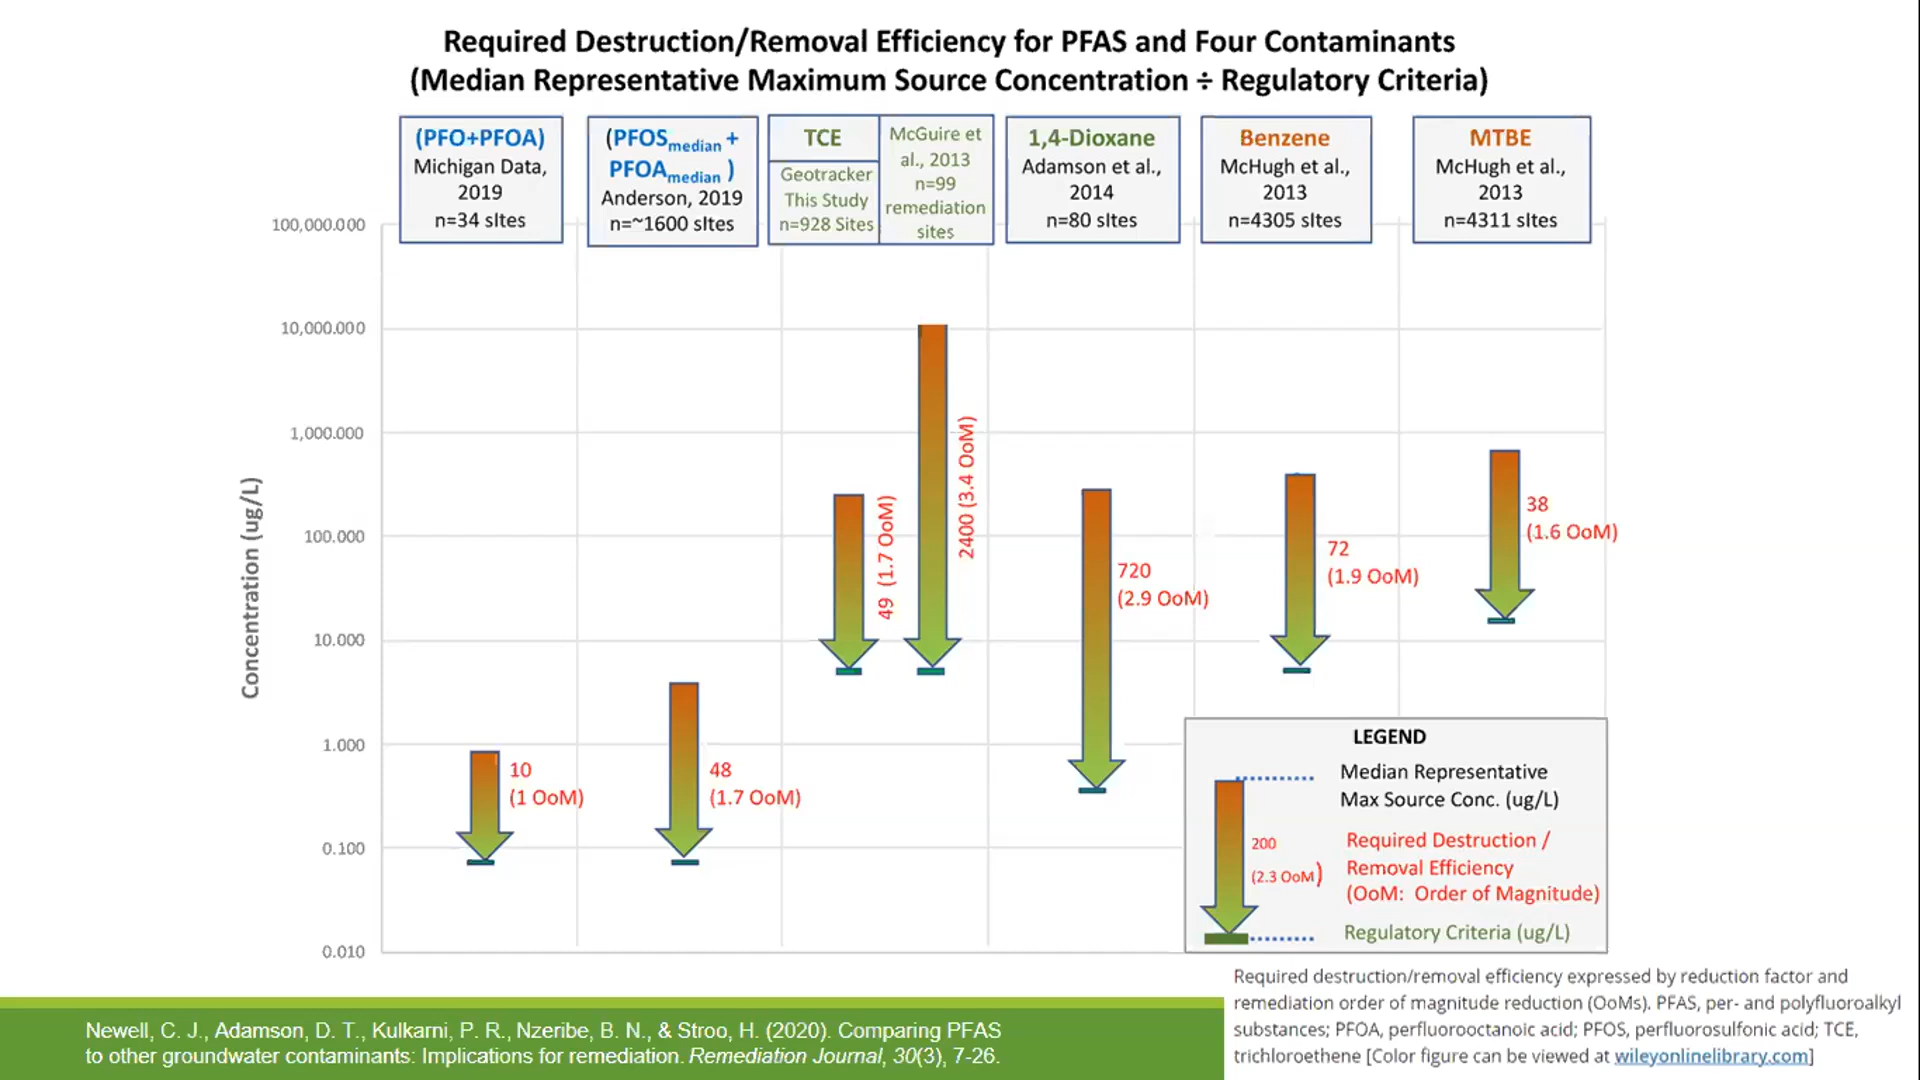 Required Destruction/Removal Efficiency for PFAS and Four Contaminants
(Median Representative Maximum Source Concentration ÷ Regulatory Criteria)
(PFO+PFOA)
Michigan Data,
2019
n=34 sItes
(PFOSmedian +
PFOAmedian )
Anderson, 2019
n=~1600 sItes
TCE
Geotracker
This Study
n=928 Sites
McGuire et
al., 2013
n=99
remediation
sites
1,4-Dioxane
Adamson et al.,
2014
n=80 sItes
Benzene
McHugh et al.,
2013
n=4305 sItes
MTBE
McHugh et al.,
2013
n=4311 sItes
Concentration (ug/L)
100,000.000
10,000.000
1,000.000
100.000
10.000
1.000
0.100
0.010
10
(1 OoM)
48
(1.7 OoM)
49 (1.7 OoM)
2400 (3.4 OoM)
720
(2.9 OoM)
72
(1.9 OoM)
38
(1.6 OoM)
LEGEND
Median Representative
Max Source Conc. (ug/L)
200
(2.3 OoM)
Required Destruction /
Removal Efficiency
(OoM: Order of Magnitude)
Regulatory Criteria (ug/L)
Required destruction/removal efficiency expressed by reduction factor and
remediation order of magnitude reduction (OoMs). PFAS, per- and polyfluoroalkyl
substances; PFOA, perfluorooctanoic acid; PFOS, perfluorosulfonic acid; TCE,
trichloroethene [Color figure can be viewed at wileyonlinelibrary.com]
Newell, C. J., Adamson, D. T., Kulkarni, P. R., Nzeribe, B. N., & Stroo, H. (2020). Comparing PFAS
to other groundwater contaminants: Implications for remediation. Remediation Journal, 30(3), 7-26.